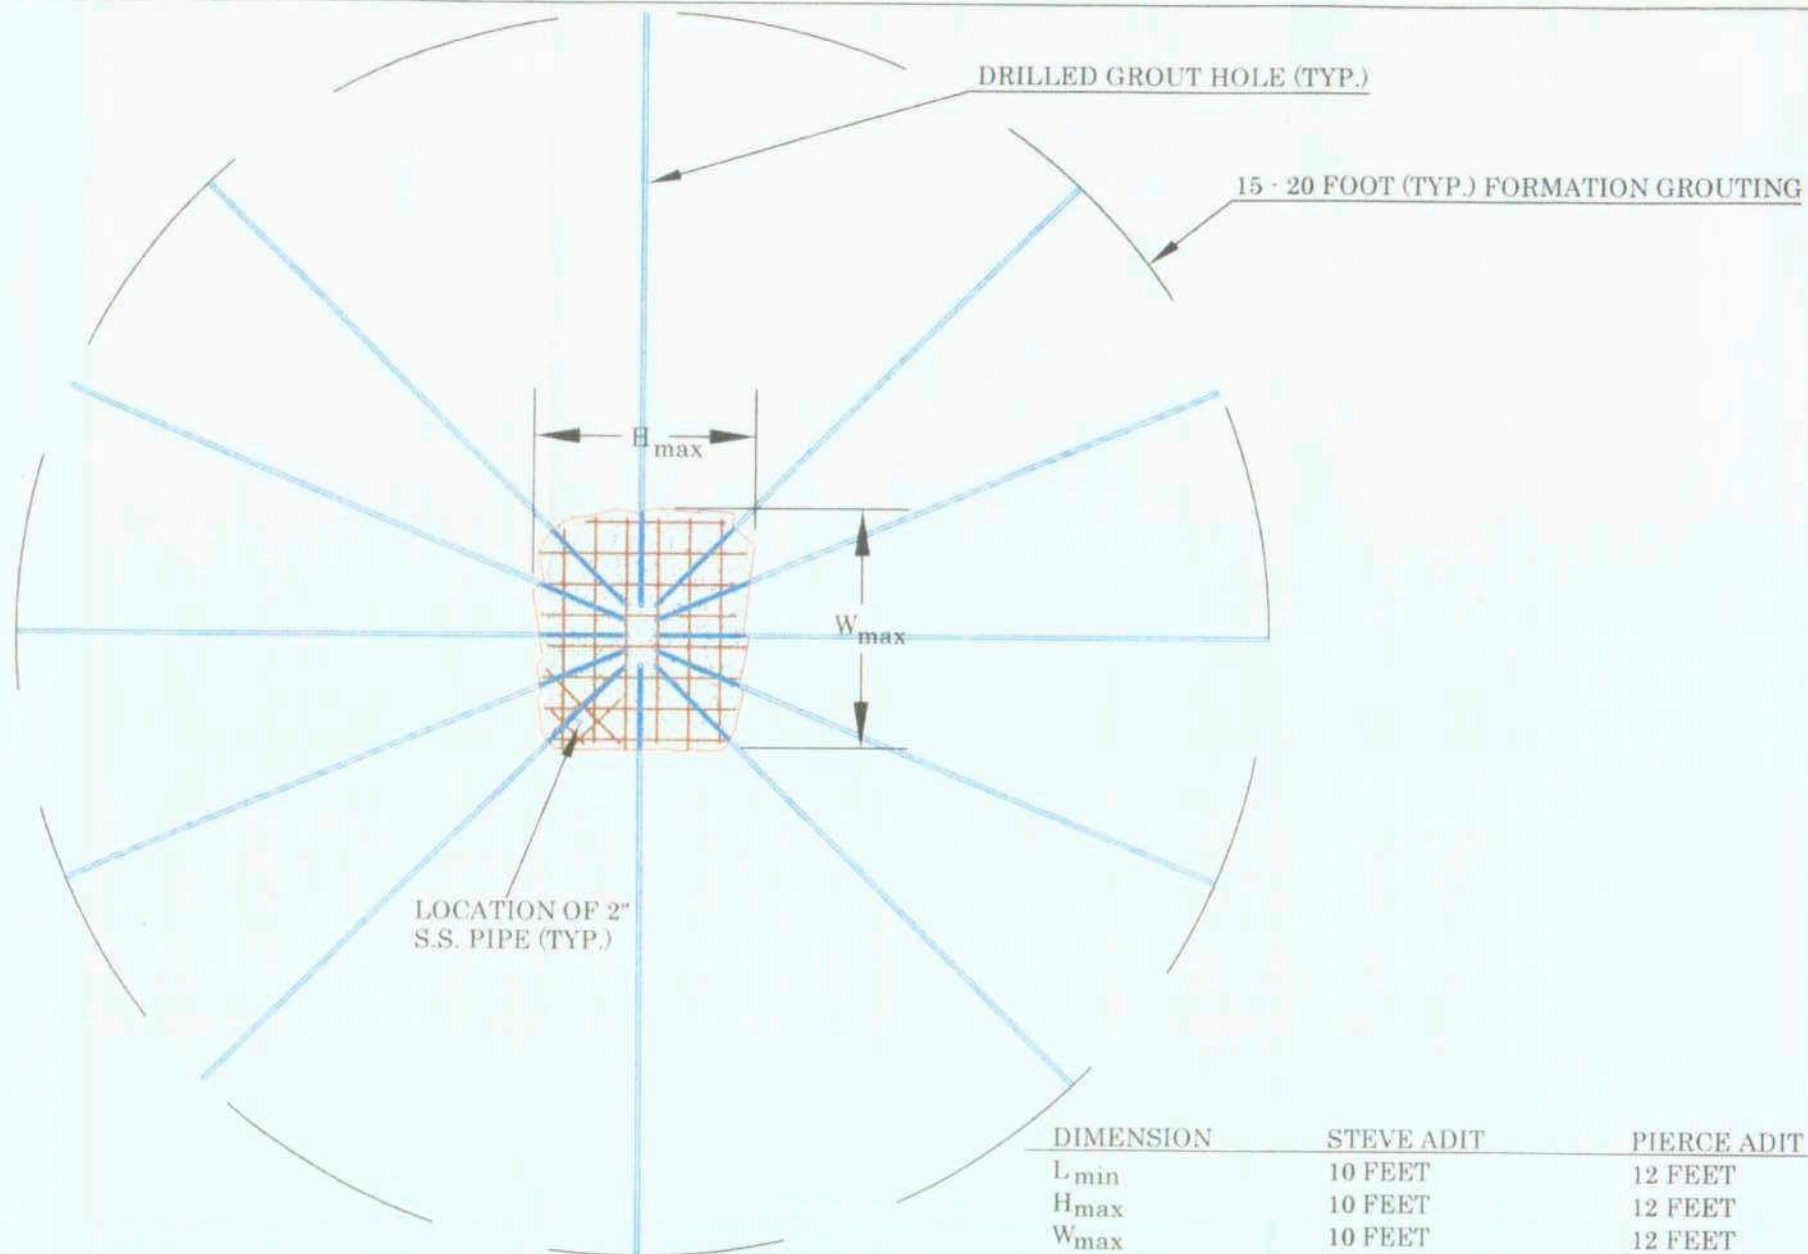 DRILLED GROUT HOLE (TYP.)
15 - 20 FOOT (TYP.) FORMATION GROUTING
Hmax
Wmax
LOCATION OF 2"
S.S. PIPE (TYP.)
DIMENSION STEVE ADIT PIERCE ADIT
Lmin 10 FEET 12 FEET
Hmax 10 FEET 12 FEET
Wmax 10 FEET 12 FEET